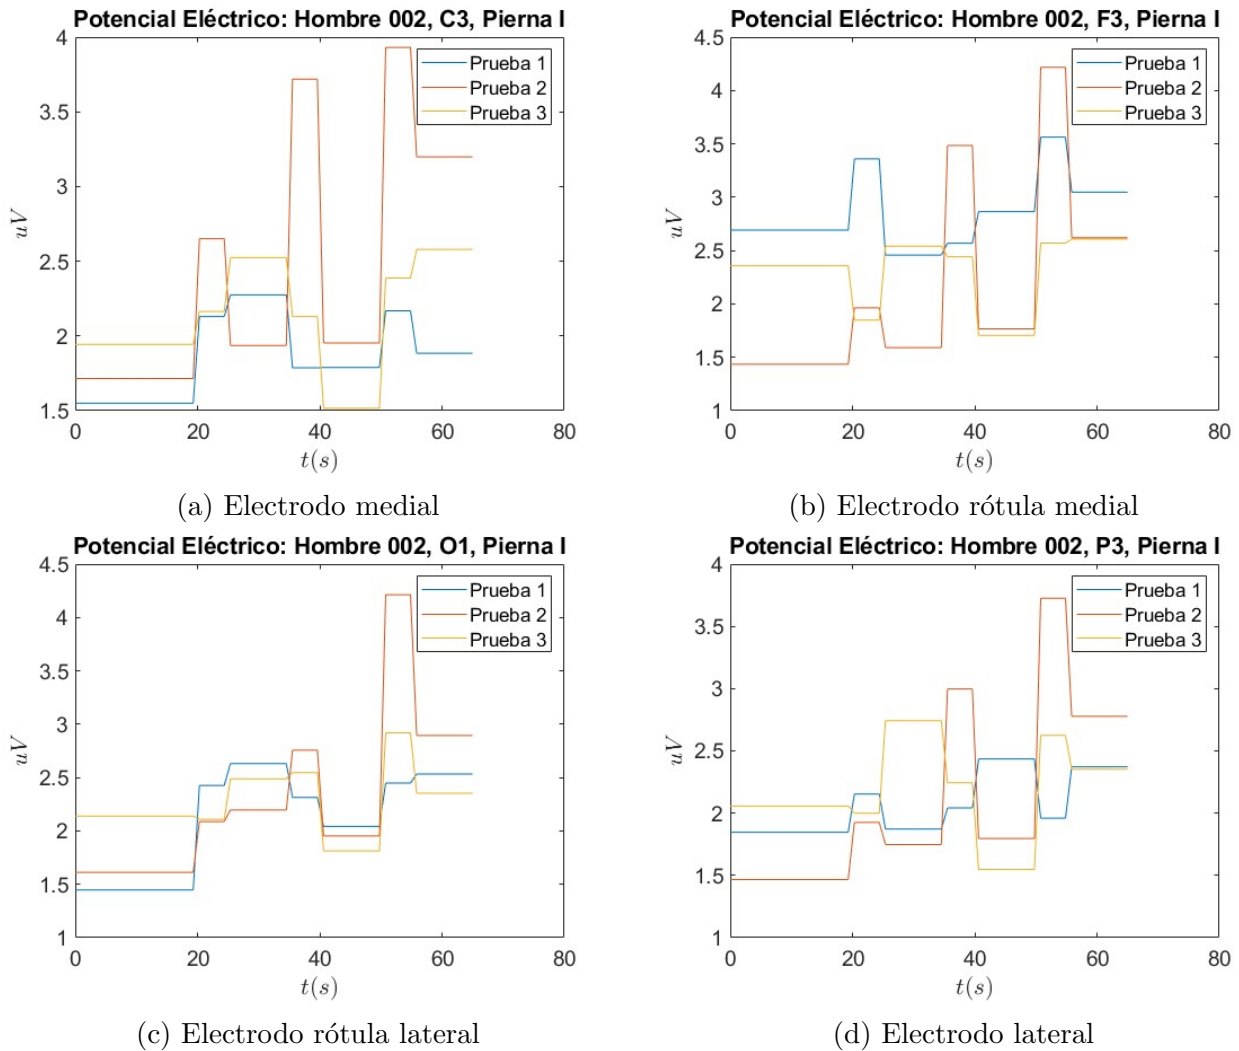 Potencial Eléctrico: Hombre 002, C3, Pierna I
4
3.5
3
2.5
2
1.5
uV
0 20 40 60 80
t(s)
Prueba 1
Prueba 2
Prueba 3
(a) Electrodo medial
Potencial Eléctrico: Hombre 002, F3, Pierna I
4.5
4
3.5
3
2.5
2
1.5
1
uV
0 20 40 60 80
t(s)
Prueba 1
Prueba 2
Prueba 3
(b) Electrodo rótula medial
Potencial Eléctrico: Hombre 002, O1, Pierna I
4.5
4
3.5
3
2.5
2
1.5
1
uV
0 20 40 60 80
t(s)
Prueba 1
Prueba 2
Prueba 3
(c) Electrodo rótula lateral
Potencial Eléctrico: Hombre 002, P3, Pierna I
4
3.5
3
2.5
2
1.5
1
uV
0 20 40 60 80
t(s)
Prueba 1
Prueba 2
Prueba 3
(d) Electrodo lateral